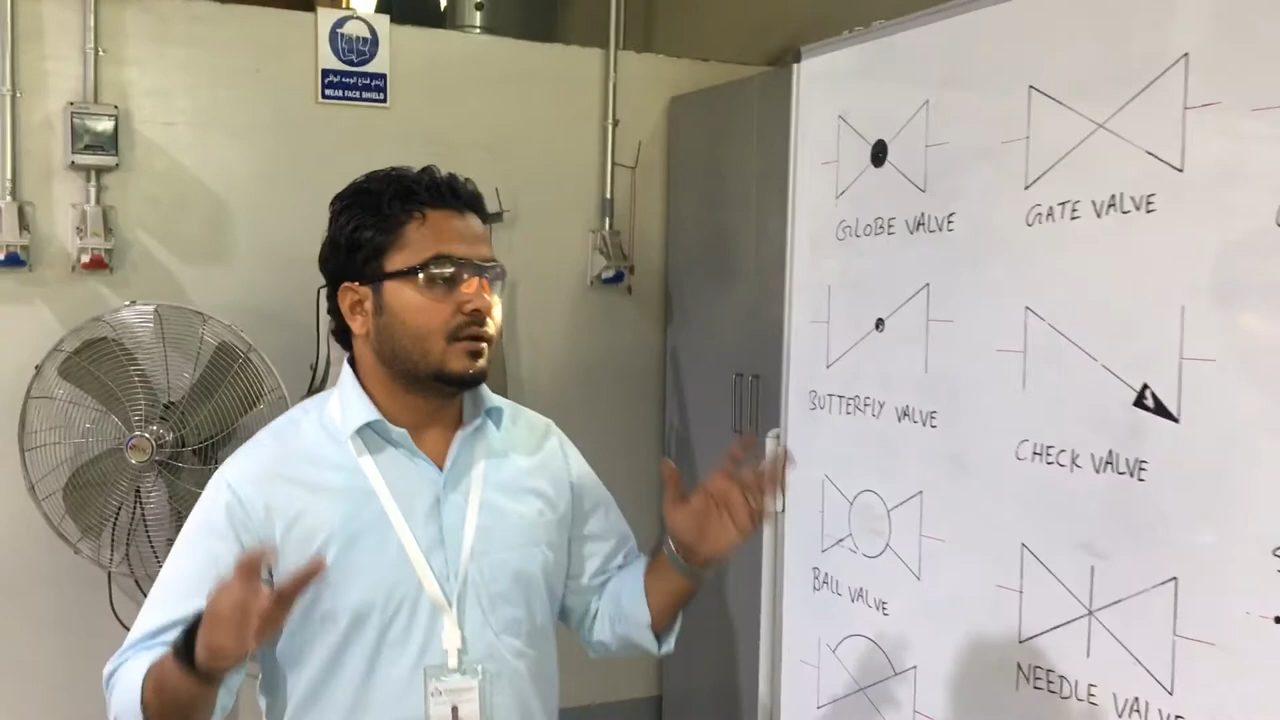 إرتدي قناع الوجه الواقي
WEAR FACE SHIELD
GLOBE VALVE
GATE VALVE
BUTTERFLY VALVE
CHECK VALVE
BALL VALVE
NEEDLE VALVE